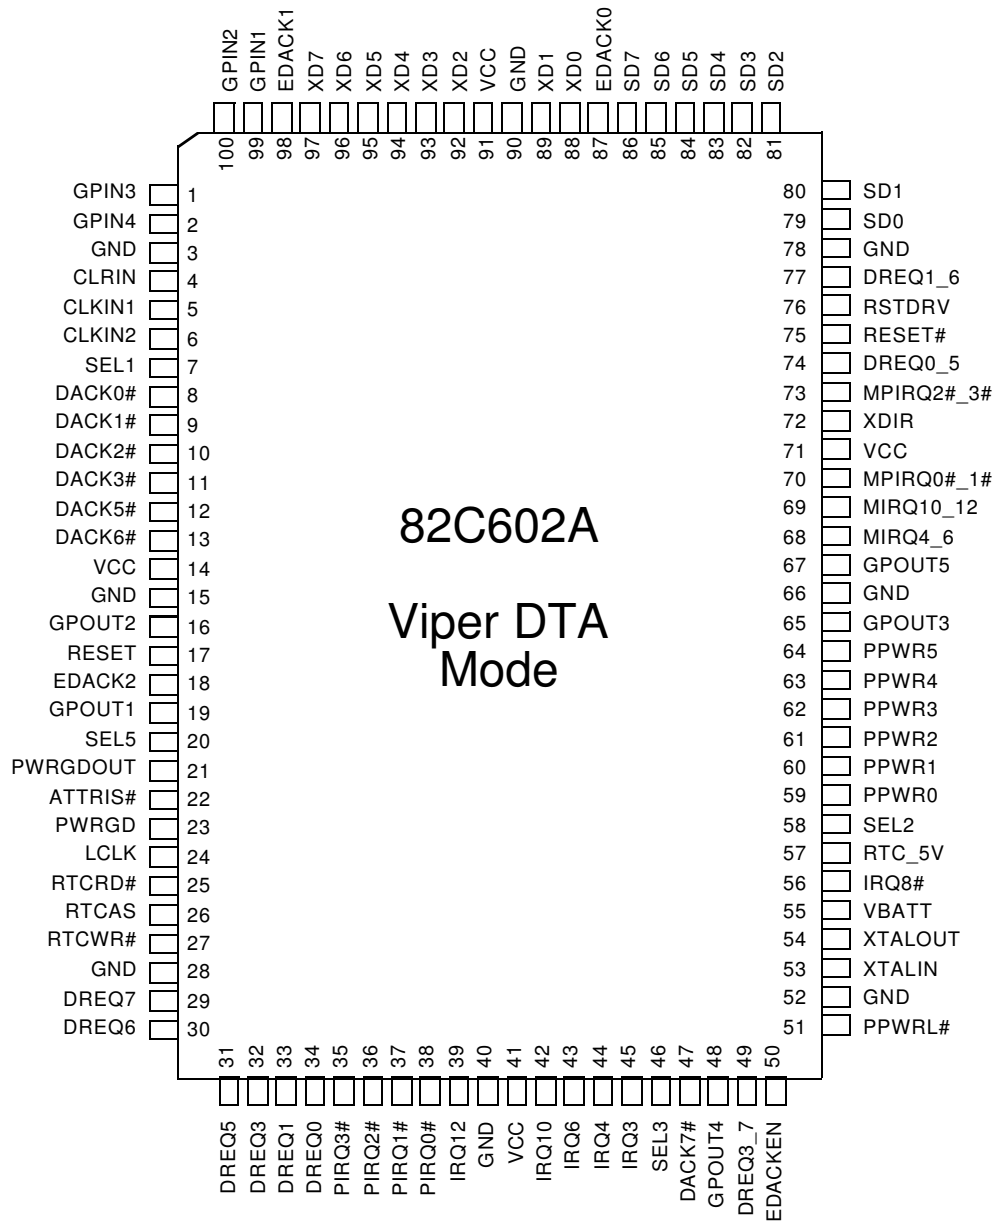 GPIN2 GPIN1 EDACK1 XD7 XD6 XD5 XD4 XD3 XD2 VCC GND XD1 XD0 EDACK0 SD7 SD6 SD5 SD4 SD3 SD2
100 99 98 97 96 95 94 93 92 91 90 89 88 87 86 85 84 83 82 81
GPIN3 1 80 SD1
GPIN4 2 79 SD0
GND 3 78 GND
CLRIN 4 77 DREQ1_6
CLKIN1 5 76 RSTDRV
CLKIN2 6 75 RESET#
SEL1 7 74 DREQ0_5
DACK0# 8 73 MPIRQ2#_3#
DACK1# 9 72 XDIR
DACK2# 10 71 VCC
DACK3# 11 70 MPIRQ0#_1#
DACK5# 12 69 MIRQ10_12
DACK6# 13 68 MIRQ4_6
82C602A
VCC 14 67 GPOUT5
GND 15 66 GND
GPOUT2 16 65 GPOUT3
Viper DTA
RESET 17 64 PPWR5
Mode
EDACK2 18 63 PPWR4
GPOUT1 19 62 PPWR3
SEL5 20 61 PPWR2
PWRGDOUT 21 60 PPWR1
ATTRIS# 22 59 PPWR0
PWRGD 23 58 SEL2
LCLK 24 57 RTC_5V
RTCRD# 25 56 IRQ8#
RTCAS 26 55 VBATT
RTCWR# 27 54 XTALOUT
GND 28 53 XTALIN
DREQ7 29 52 GND
DREQ6 30 51 PPWRL#
31 32 33 34 35 36 37 38 39 40 41 42 43 44 45 46 47 48 49 50
DREQ5 DREQ3 DREQ1 DREQ0 PIRQ3# PIRQ2# PIRQ1# PIRQ0# IRQ12 GND VCC IRQ10 IRQ6 IRQ4 IRQ3 SEL3 DACK7# GPOUT4 DREQ3_7 EDACKEN